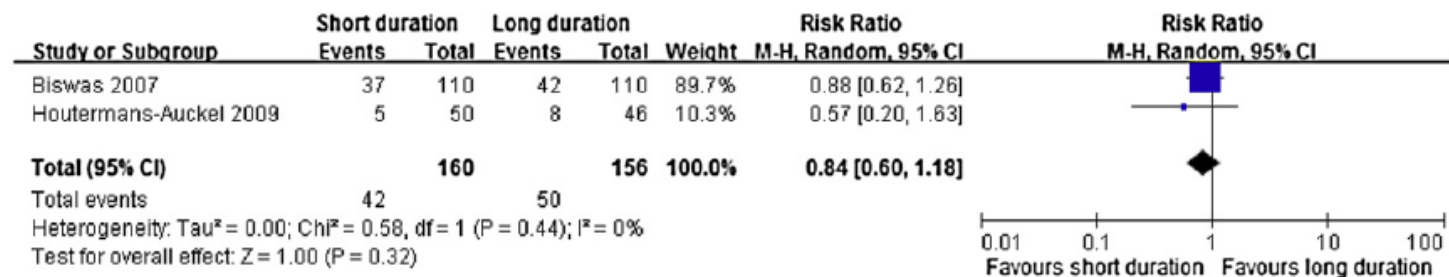 Short duration Long duration Risk Ratio Risk Ratio
Study or Subgroup Events Total Events Total Weight M-H, Random, 95% CI M-H, Random, 95% CI
Biswas 2007 37 110 42 110 89.7% 0.88 [0.62, 1.26]
Houtermans-Auckel 2009 5 50 8 46 10.3% 0.57 [0.20, 1.63]
Total (95% CI) 160 156 100.0% 0.84 [0.60, 1.18]
Total events 42 50
Heterogeneity: Tau² = 0.00; Chi² = 0.58, df = 1 (P = 0.44); I² = 0%
Test for overall effect: Z = 1.00 (P = 0.32)
0.01 0.1 1 10 100
Favours short duration Favours long duration